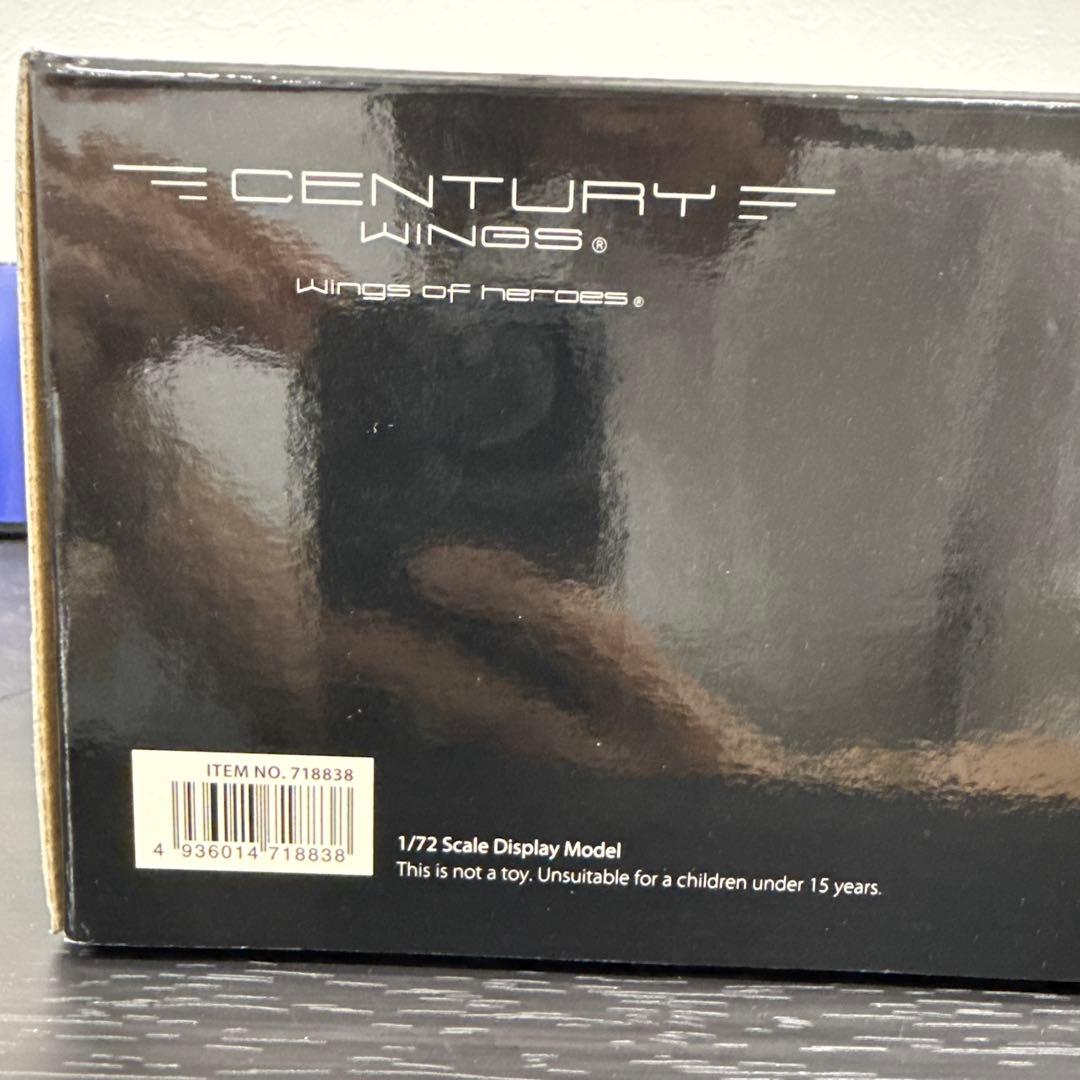 CENTURY
WINGS®
wings of heroes®
ITEM NO. 718838
4 936014 718838
1/72 Scale Display Model
This is not a toy. Unsuitable for a children under 15 years.